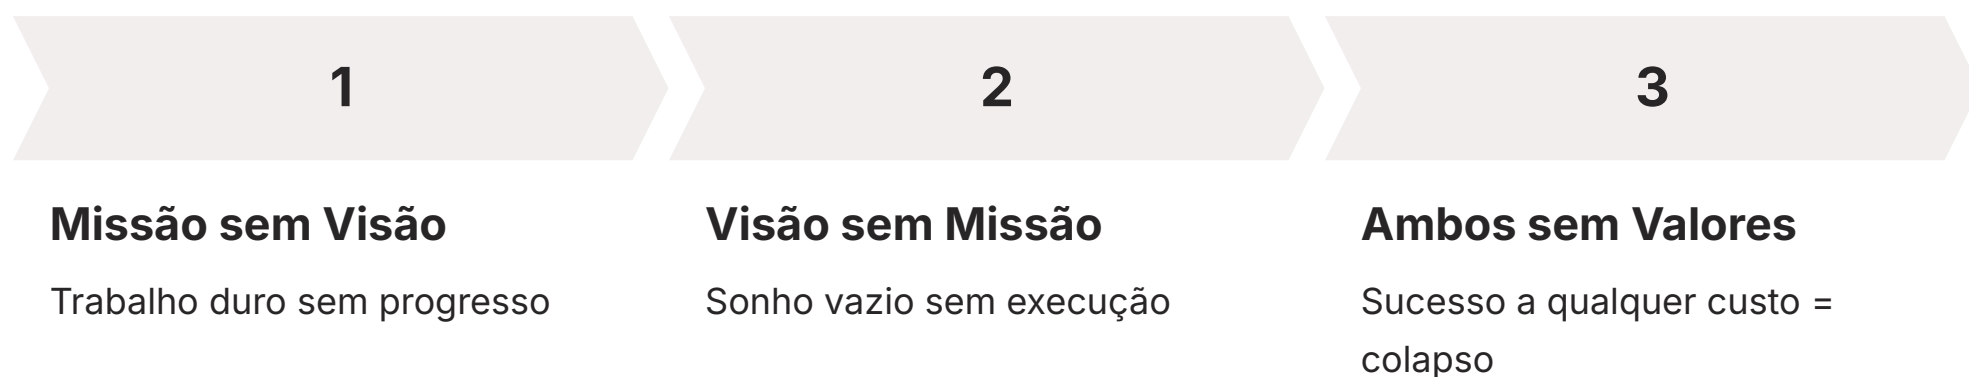 1
2
3
Missão sem Visão
Trabalho duro sem progresso
Visão sem Missão
Sonho vazio sem execução
Ambos sem Valores
Sucesso a qualquer custo =
colapso